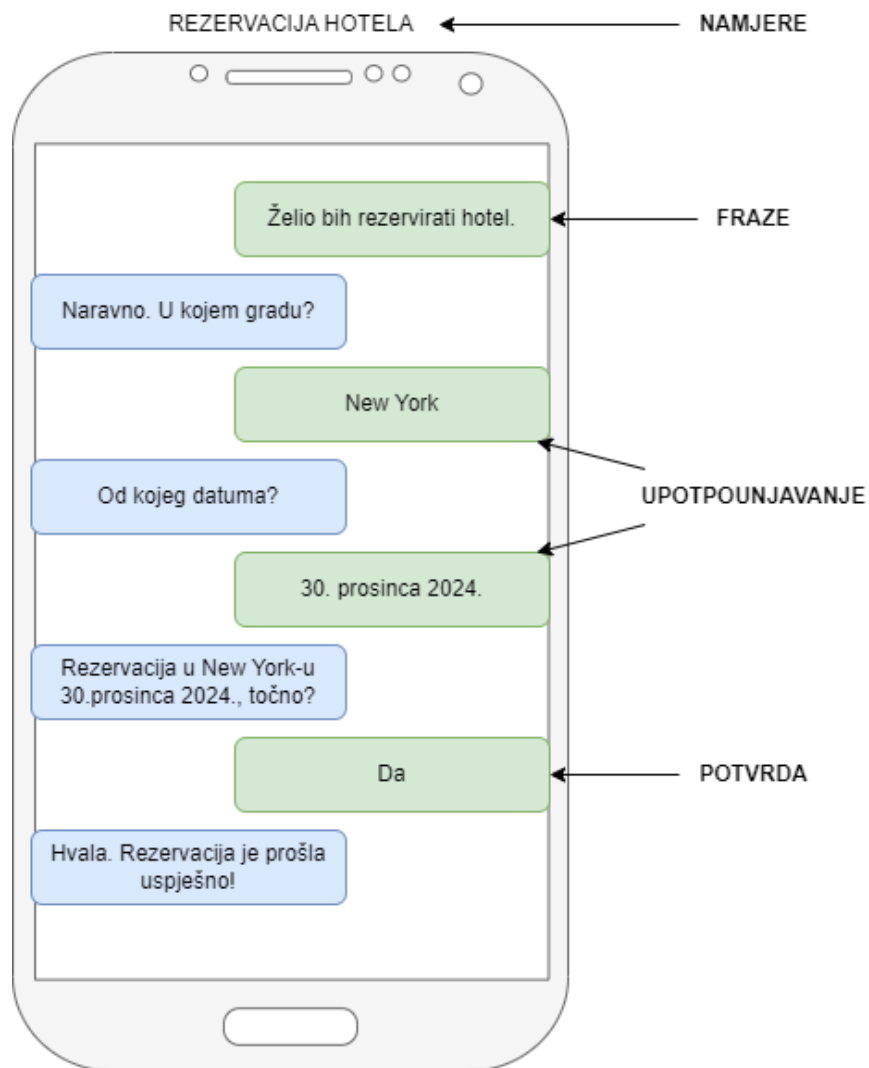 REZERVACIJA HOTELA
NAMJERE
Želio bih rezervirati hotel.
FRAZE
Naravno. U kojem gradu?
New York
Od kojeg datuma?
UPOTPOUNJAVANJE
30. prosinca 2024.
Rezervacija u New York-u
30.prosinca 2024., točno?
Da
POTVRDA
Hvala. Rezervacija je prošla
uspješno!